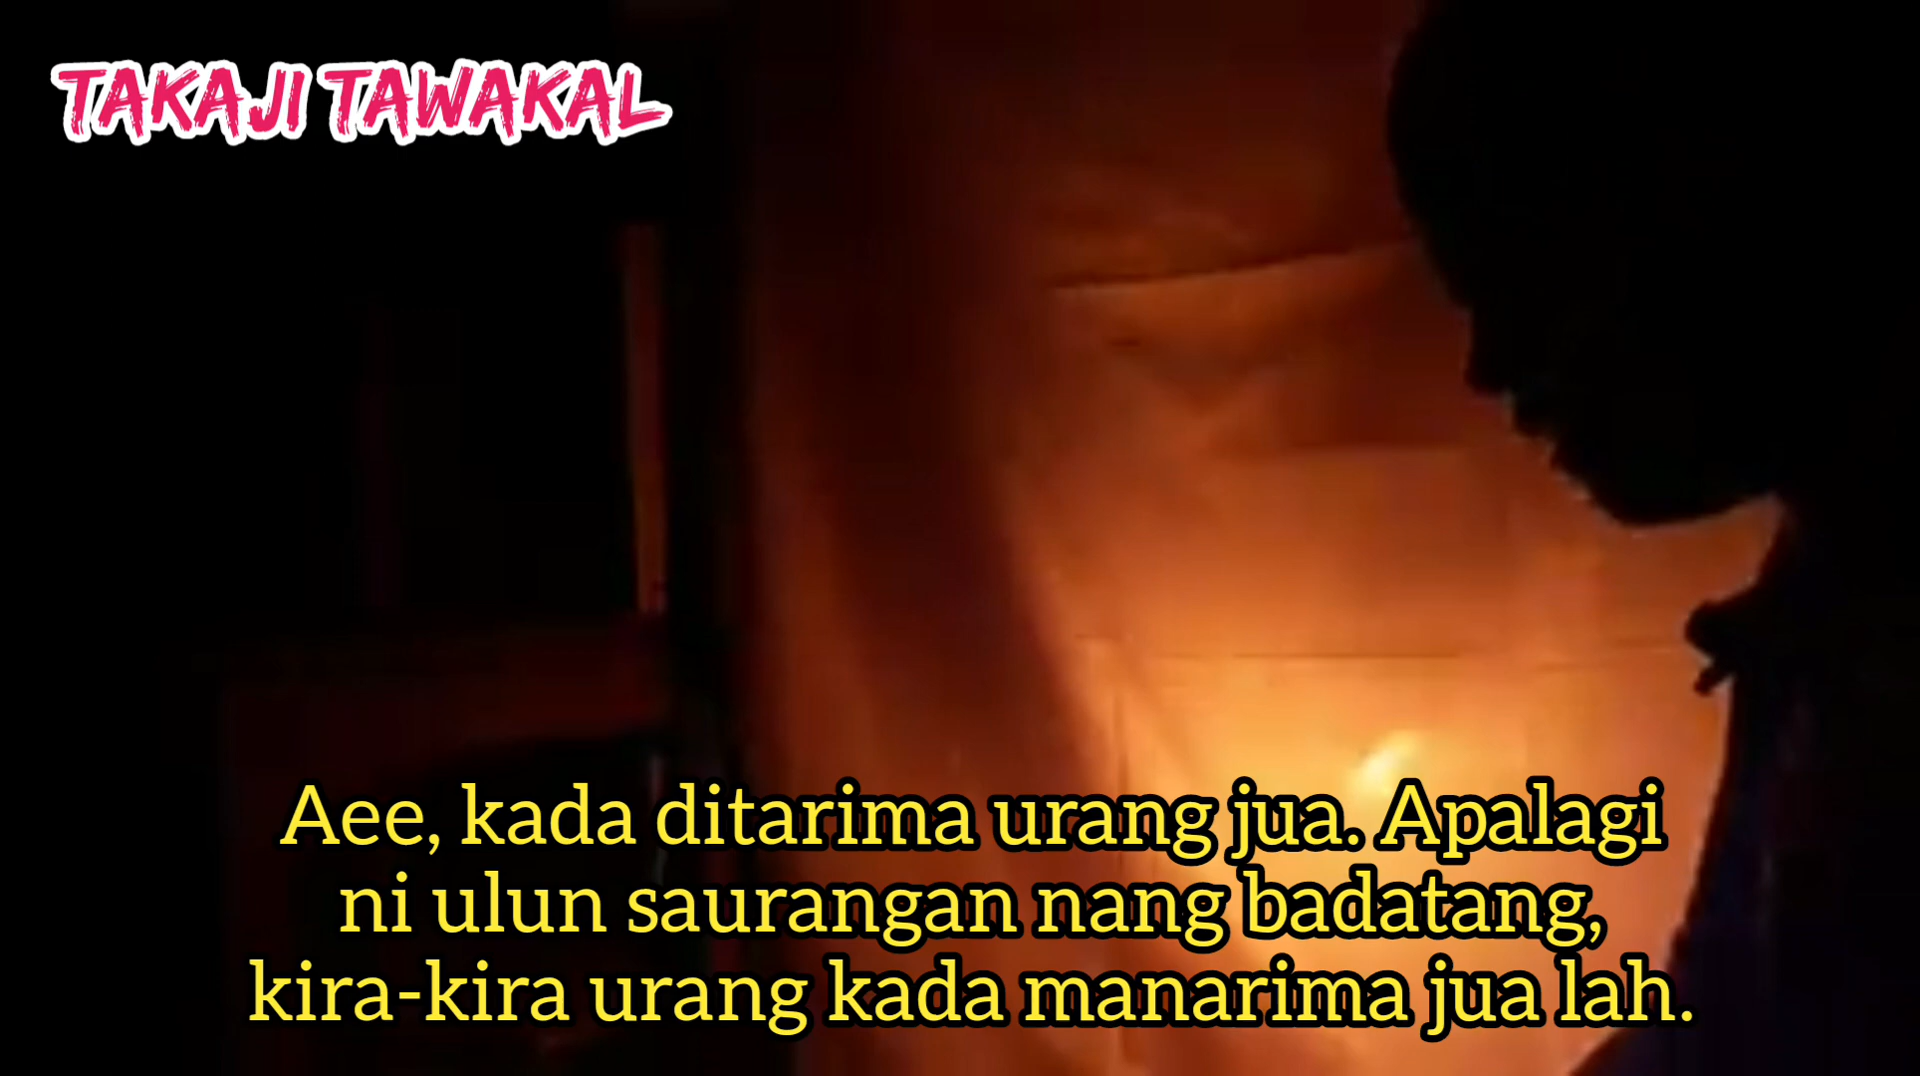 TAKAJI TAWAKAL
Aee, kada ditarima urang jua. Apalagi
ni ulun saurangan nang badatang,
kira-kira urang kada manarima jua lah.